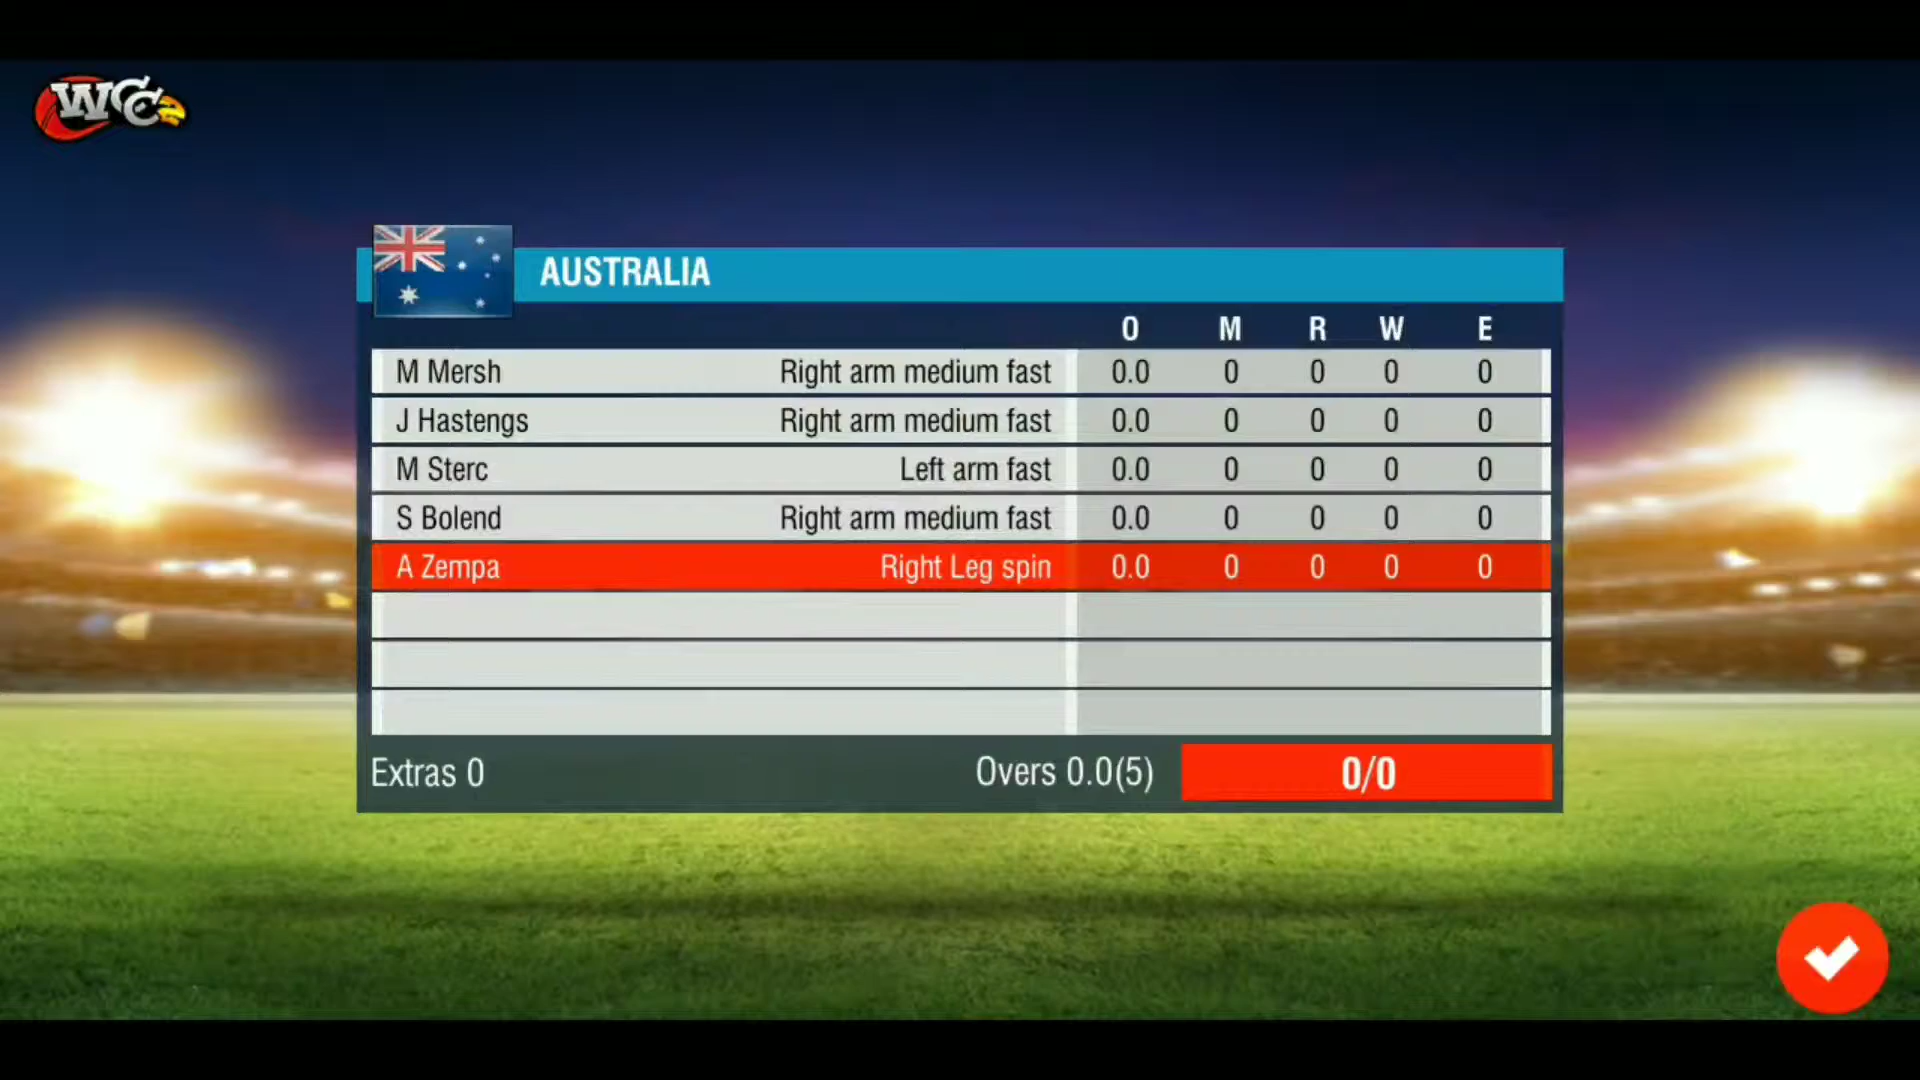 WCC2
AUSTRALIA
O M R W E
M Mersh Right arm medium fast 0.0 0 0 0 0
J Hastengs Right arm medium fast 0.0 0 0 0 0
M Sterc Left arm fast 0.0 0 0 0 0
S Bolend Right arm medium fast 0.0 0 0 0 0
A Zempa Right Leg spin 0.0 0 0 0 0
Extras 0 Overs 0.0(5) 0/0